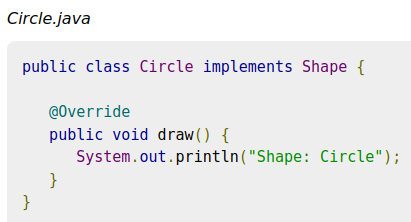 Circle.java
public class Circle implements Shape {
@Override
public void draw() {
System.out.println("Shape: Circle");
}
}